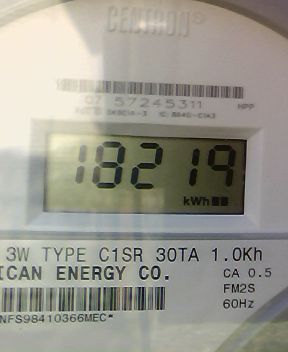 CENTRON®
07 57245311 HPP
18219
kWh
3W TYPE C1SR 30TA 1.0Kh
ICAN ENERGY CO. CA 0.5
FM2S
60Hz
NFS98410366MEC*